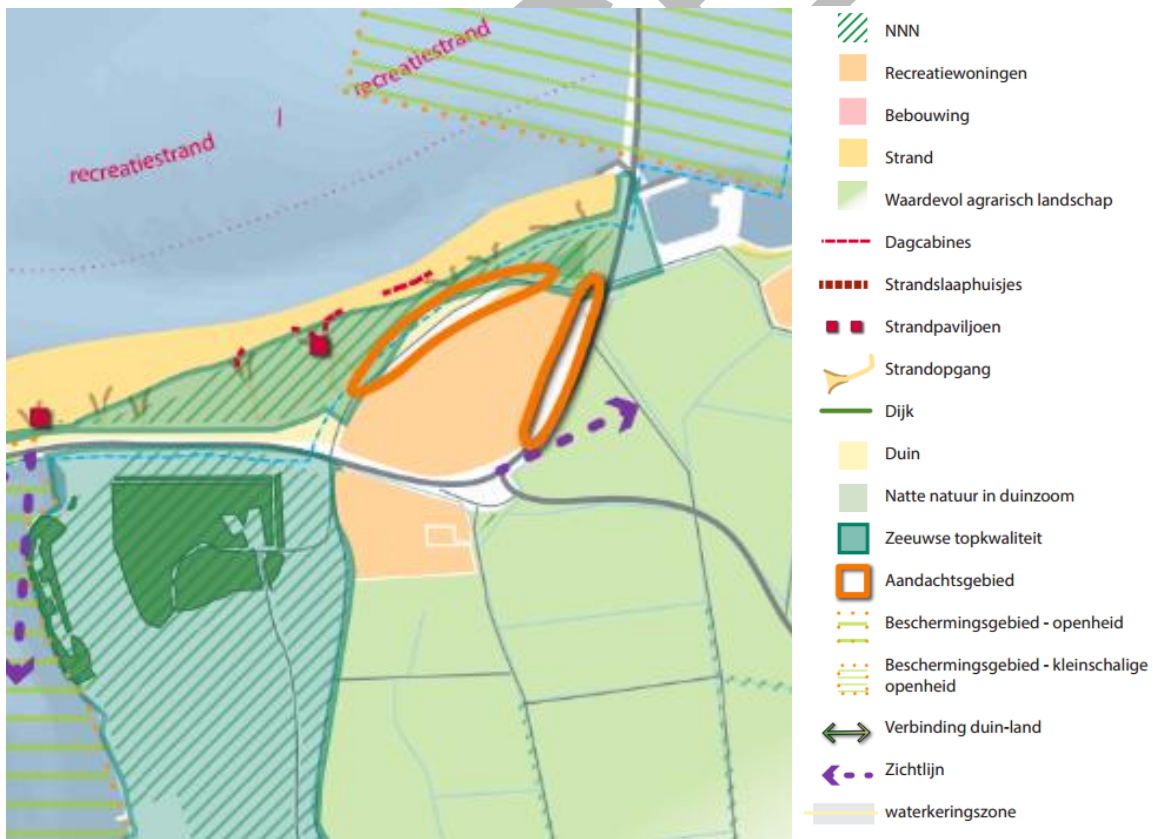 recreatiestrand
recreatiestrand
NNN
Recreatiewoningen
Bebouwing
Strand
Waardevol agrarisch landschap
Dagcabines
Strandslaaphuisjes
Strandpaviljoen
Strandopgang
Dijk
Duin
Natte natuur in duinzoom
Zeeuwse topkwaliteit
Aandachtsgebied
Beschermingsgebied - openheid
Beschermingsgebied - kleinschalige
openheid
Verbinding duin-land
Zichtlijn
waterkeringszone